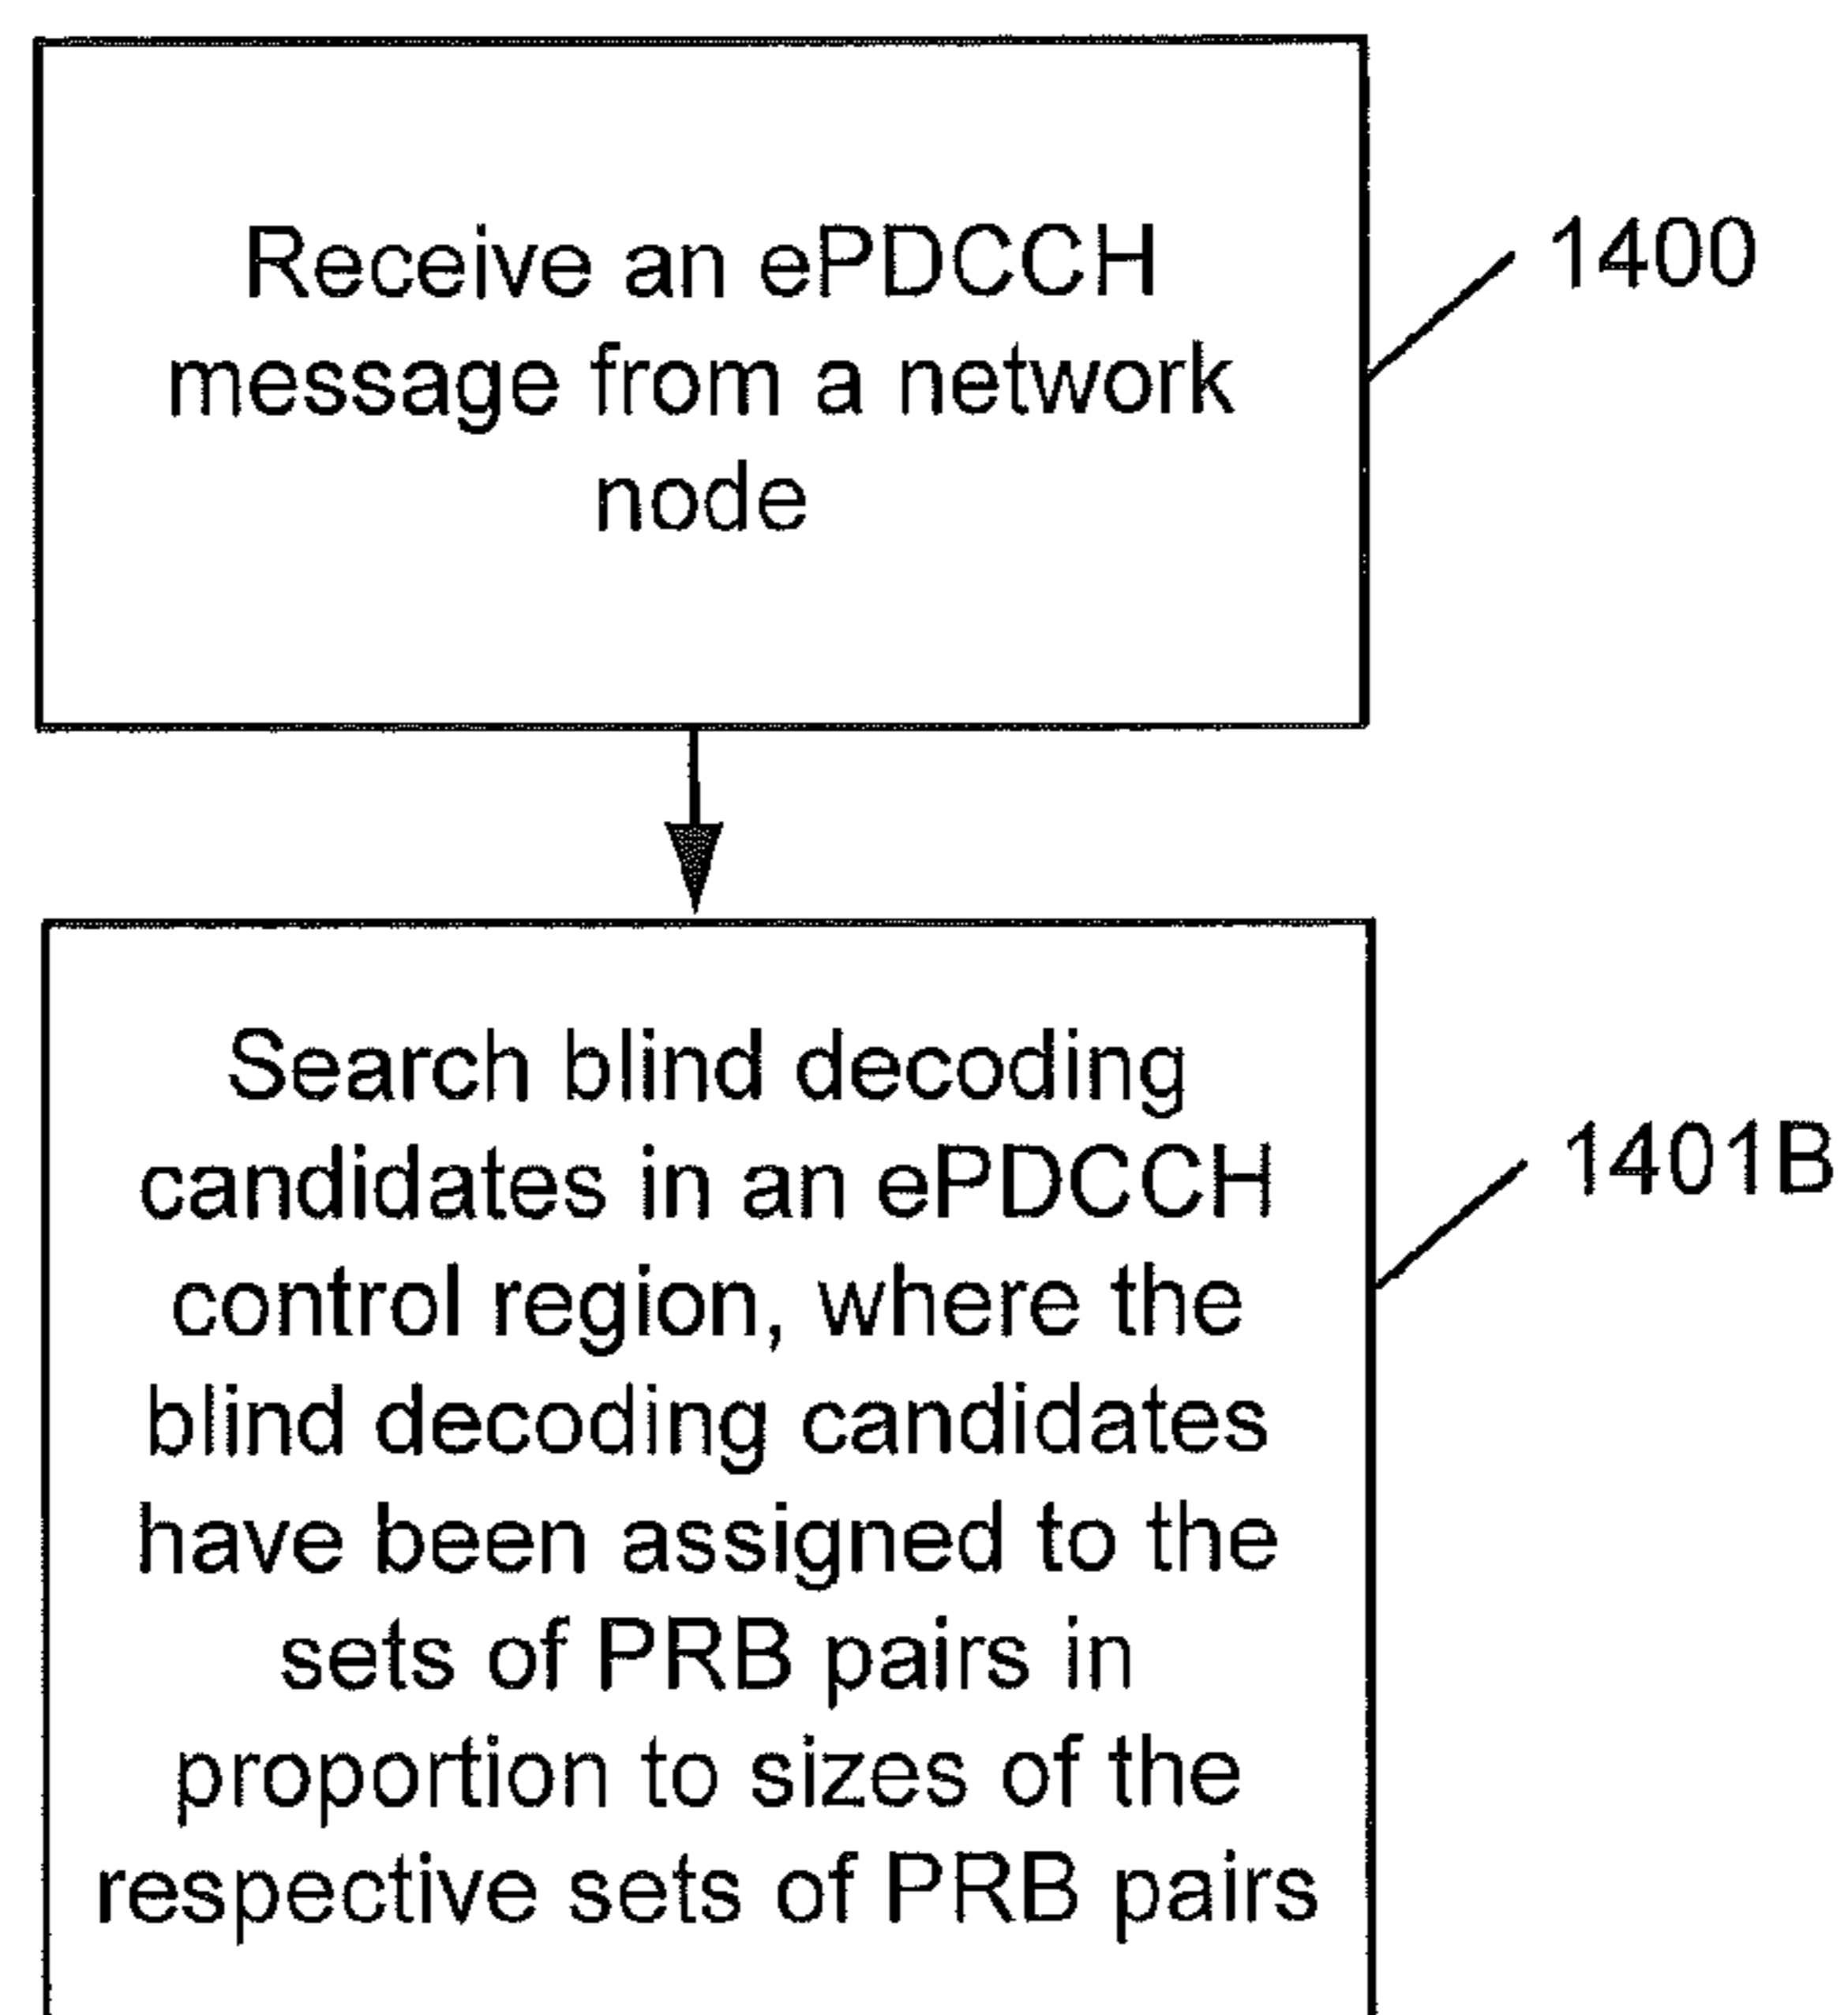 Receive an ePDCCH
message from a network
node
1400
Search blind decoding
candidates in an ePDCCH
control region, where the
blind decoding candidates
have been assigned to the
sets of PRB pairs in
proportion to sizes of the
respective sets of PRB pairs
1401B